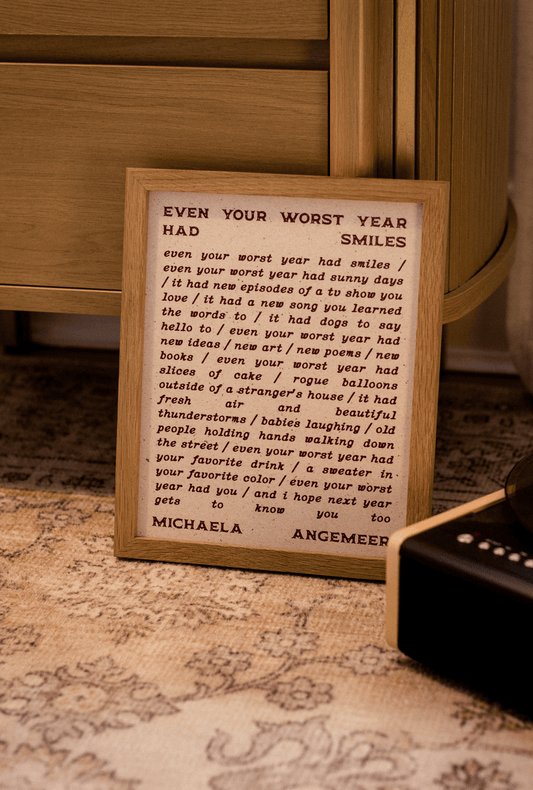 EVEN YOUR WORST YEAR
HAD SMILES
even your worst year had smiles /
even your worst year had sunny days
/ it had new episodes of a tv show you
love / it had a new song you learned
the words to / it had dogs to say
hello to / even your worst year had
new ideas / new art / new poems / new
books / even your worst year had
slices of cake / rogue balloons
outside of a stranger's house / it had
fresh air and beautiful
thunderstorms / babies laughing / old
people holding hands walking down
the street / even your worst year had
your favorite drink / a sweater in
your favorite color / even your worst
year had you / and i hope next year
gets to know you too
MICHAELA ANGEMEER